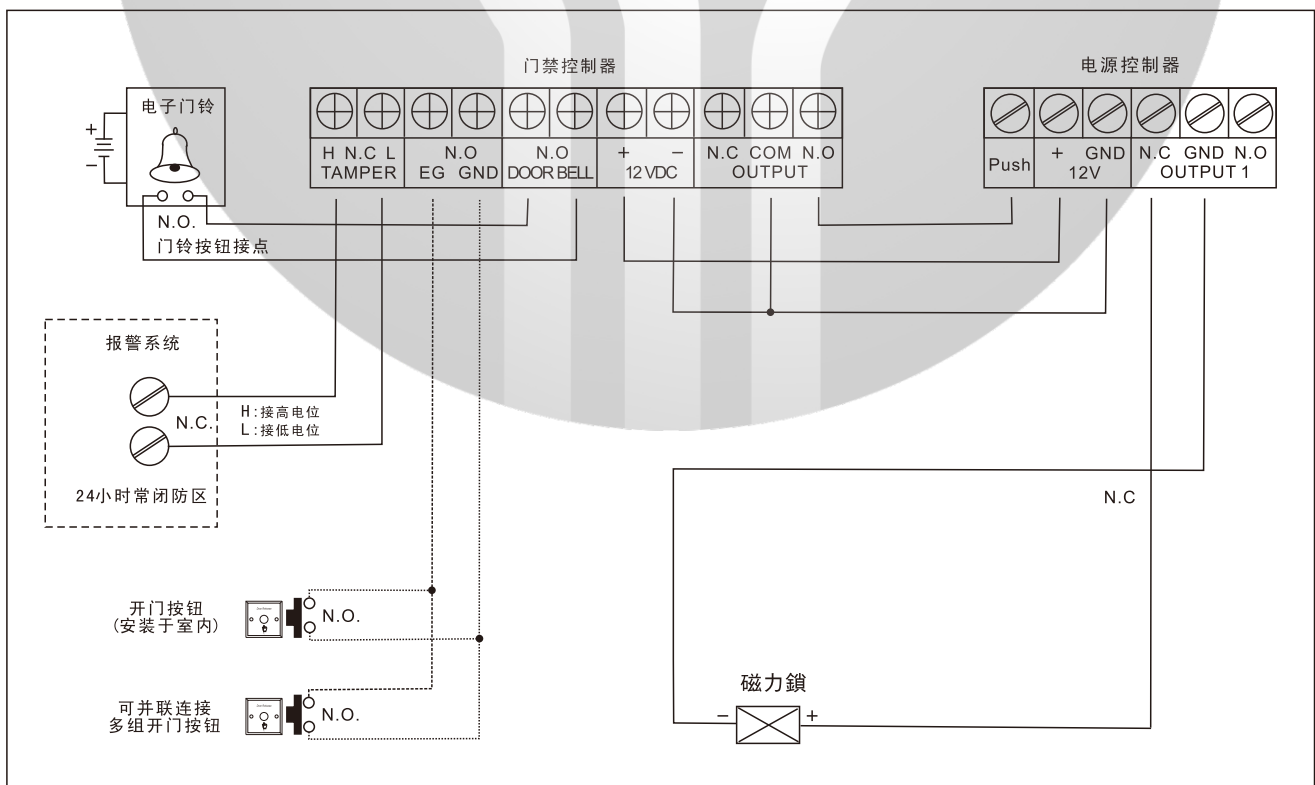 门禁控制器
电源控制器
电子门铃
+
−
H N.C L
TAMPER
N.O
EG GND
N.O
DOOR BELL
+ −
12VDC
N.C COM N.O
OUTPUT
Push
+ GND
12V
N.C GND N.O
OUTPUT 1
N.O.
门铃按钮接点
报警系统
N.C.
H:接高电位
L:接低电位
24小时常闭防区
N.C
开门按钮
(安装于室内)
N.O.
可并联连接
多组开门按钮
N.O.
磁力鎖
− +